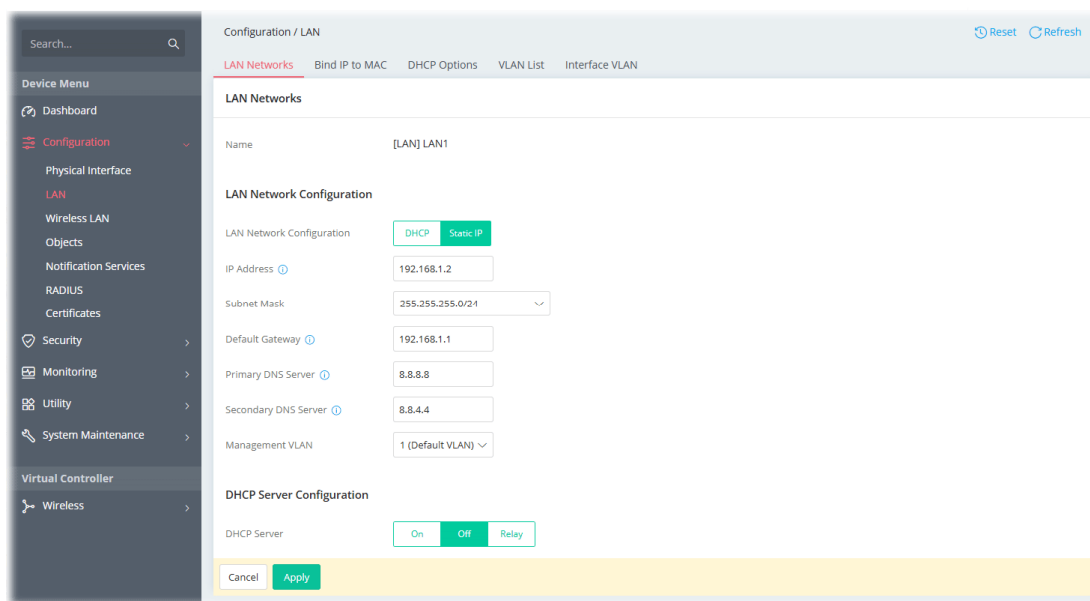 Search...
Device Menu
Dashboard
Configuration
Physical Interface
LAN
Wireless LAN
Objects
Notification Services
RADIUS
Certificates
Security
Monitoring
Utility
System Maintenance
Virtual Controller
Wireless
Configuration / LAN
Reset Refresh
LAN Networks Bind IP to MAC DHCP Options VLAN List Interface VLAN
LAN Networks
Name [LAN] LAN1
LAN Network Configuration
LAN Network Configuration DHCP Static IP
IP Address 192.168.1.2
Subnet Mask 255.255.255.0/24
Default Gateway 192.168.1.1
Primary DNS Server 8.8.8.8
Secondary DNS Server 8.8.4.4
Management VLAN 1 (Default VLAN)
DHCP Server Configuration
DHCP Server On Off Relay
Cancel Apply